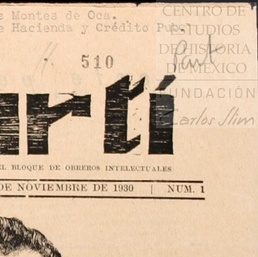 s Montes de Oca.
e Hacienda y Crédito Pub
510
CENTRO DE
ESTUDIOS
DE HISTORIA
DE MÉXICO
FUNDACIÓN
Carlos Slim
artí
EL BLOQUE DE OBREROS INTELECTUALES
DE NOVIEMBRE DE 1930 | NUM. 1